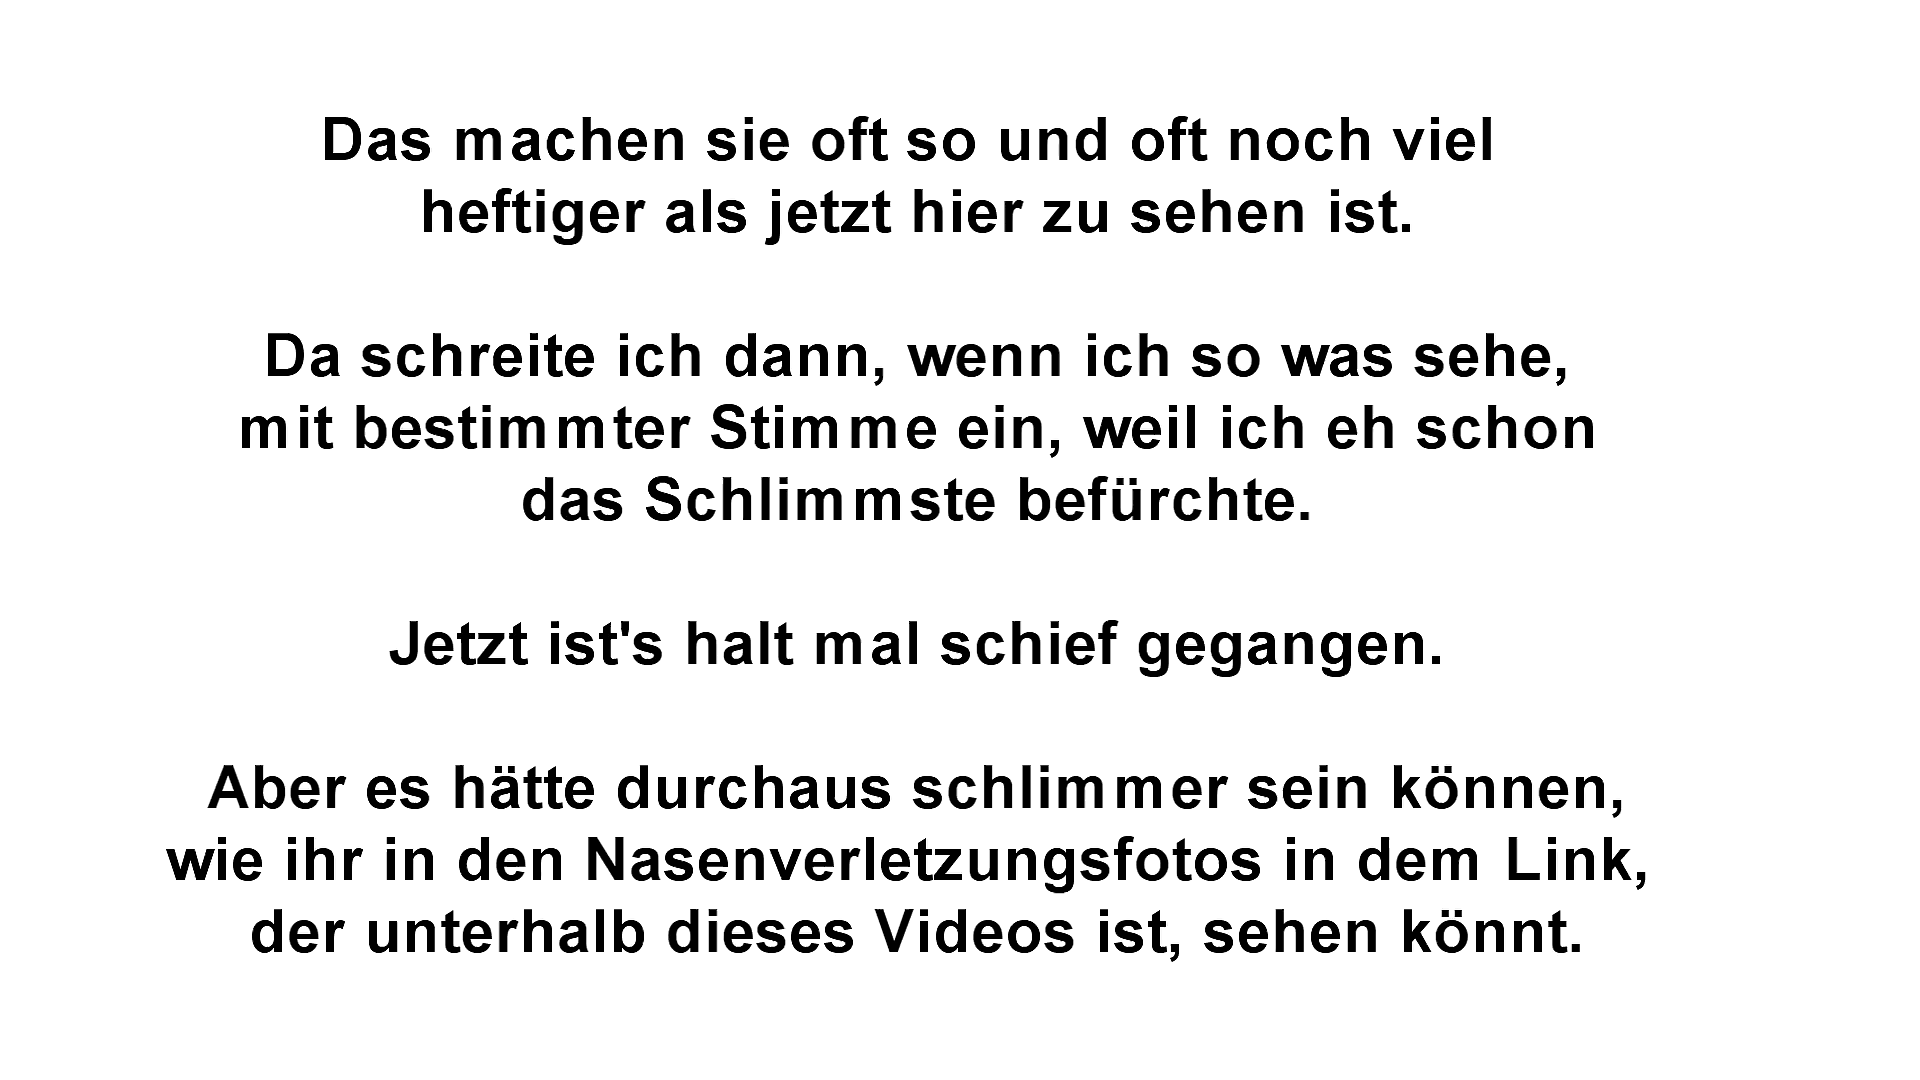 Das machen sie oft so und oft noch viel
heftiger als jetzt hier zu sehen ist.
Da schreite ich dann, wenn ich so was sehe,
mit bestimmter Stimme ein, weil ich eh schon
das Schlimmste befürchte.
Jetzt ist's halt mal schief gegangen.
Aber es hätte durchaus schlimmer sein können,
wie ihr in den Nasenverletzungsfotos in dem Link,
der unterhalb dieses Videos ist, sehen könnt.